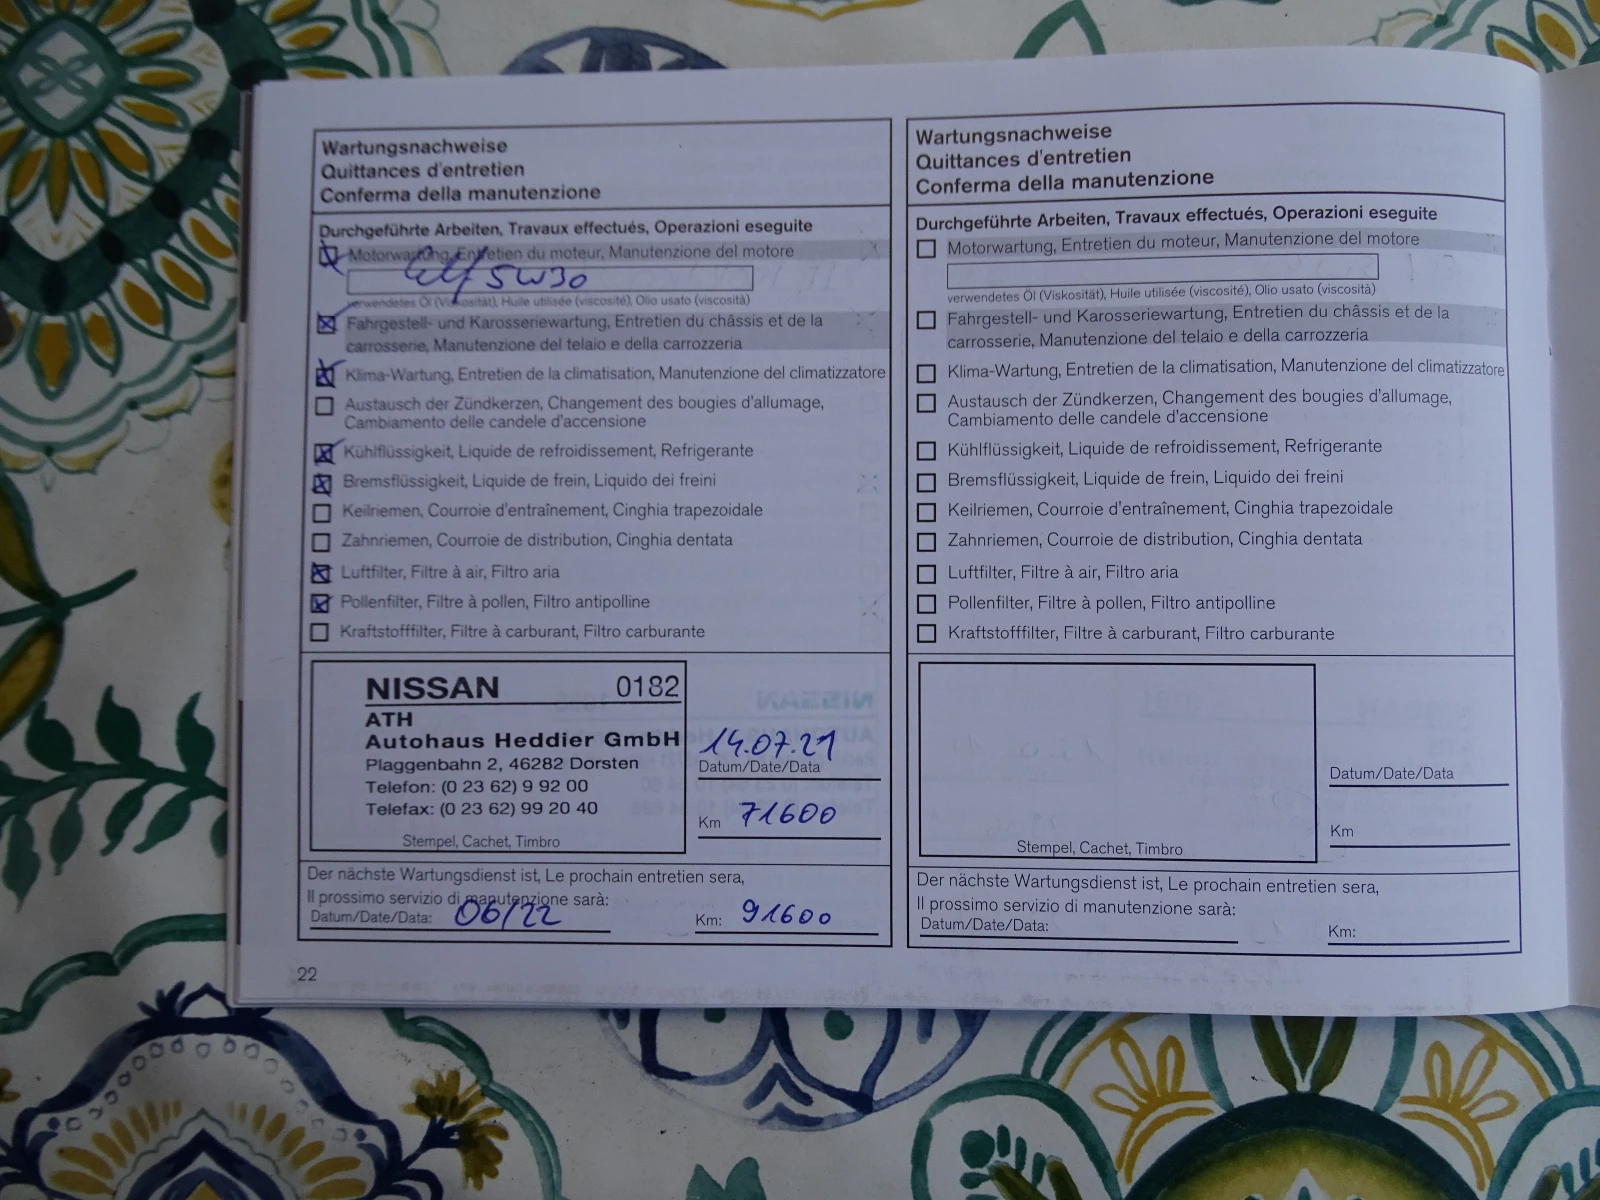 Wartungsnachweise
Quittances d'entretien
Conferma della manutenzione
Durchgeführte Arbeiten, Travaux effectués, Operazioni eseguite
Motorwartung, Entretien du moteur, Manutenzione del motore
elf 5W30
verwendetes Öl (Viskosität), Huile utilisée (viscosité), Olio usato (viscosità)
Fahrgestell- und Karosseriewartung, Entretien du châssis et de la
carrosserie, Manutenzione del telaio e della carrozzeria
Klima-Wartung, Entretien de la climatisation, Manutenzione del climatizzatore
Austausch der Zündkerzen, Changement des bougies d'allumage,
Cambiamento delle candele d'accensione
Kühlflüssigkeit, Liquide de refroidissement, Refrigerante
Bremsflüssigkeit, Liquide de frein, Liquido dei freini
Keilriemen, Courroie d'entraînement, Cinghia trapezoidale
Zahnriemen, Courroie de distribution, Cinghia dentata
Luftfilter, Filtre à air, Filtro aria
Pollenfilter, Filtre à pollen, Filtro antipolline
Kraftstofffilter, Filtre à carburant, Filtro carburante
NISSAN 0182
ATH
Autohaus Heddier GmbH
Plaggenbahn 2, 46282 Dorsten
Telefon: (0 23 62) 9 92 00
Telefax: (0 23 62) 99 20 40
Stempel, Cachet, Timbro
14.07.21
Datum/Date/Data
Km 71600
Der nächste Wartungsdienst ist, Le prochain entretien sera,
Il prossimo servizio di manutenzione sarà:
Datum/Date/Data: 06/22 Km: 91600
22
Wartungsnachweise
Quittances d'entretien
Conferma della manutenzione
Durchgeführte Arbeiten, Travaux effectués, Operazioni eseguite
Motorwartung, Entretien du moteur, Manutenzione del motore
verwendetes Öl (Viskosität), Huile utilisée (viscosité), Olio usato (viscosità)
Fahrgestell- und Karosseriewartung, Entretien du châssis et de la
carrosserie, Manutenzione del telaio e della carrozzeria
Klima-Wartung, Entretien de la climatisation, Manutenzione del climatizzatore
Austausch der Zündkerzen, Changement des bougies d'allumage,
Cambiamento delle candele d'accensione
Kühlflüssigkeit, Liquide de refroidissement, Refrigerante
Bremsflüssigkeit, Liquide de frein, Liquido dei freini
Keilriemen, Courroie d'entraînement, Cinghia trapezoidale
Zahnriemen, Courroie de distribution, Cinghia dentata
Luftfilter, Filtre à air, Filtro aria
Pollenfilter, Filtre à pollen, Filtro antipolline
Kraftstofffilter, Filtre à carburant, Filtro carburante
Stempel, Cachet, Timbro
Datum/Date/Data
Km
Der nächste Wartungsdienst ist, Le prochain entretien sera,
Il prossimo servizio di manutenzione sarà:
Datum/Date/Data: Km: